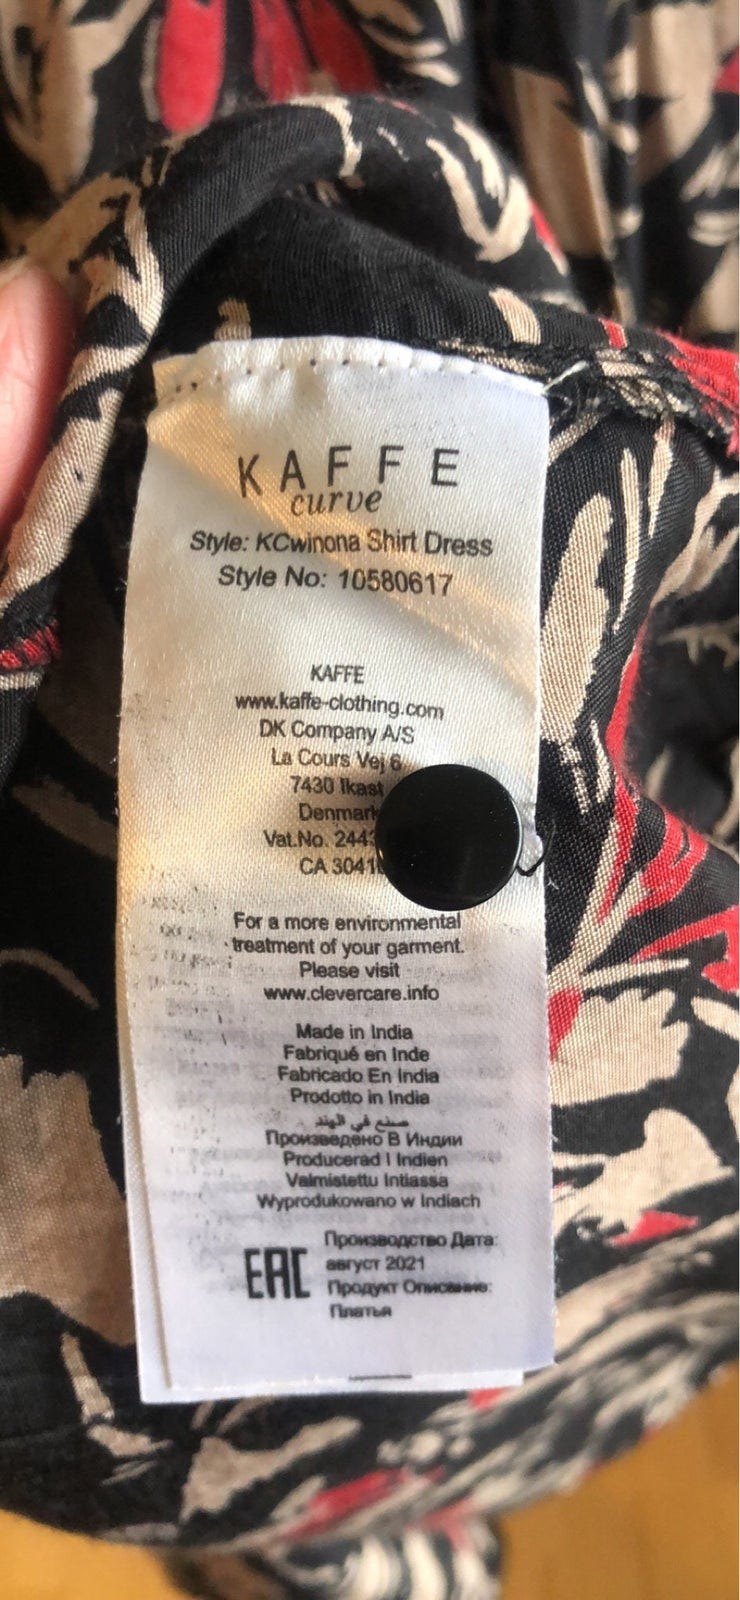 KAFFE
curve
Style: KCwinona Shirt Dress
Style No: 10580617
KAFFE
www.kaffe-clothing.com
DK Company A/S
La Cours Vej 6
7430 Ikast
Denmark
Vat.No. 2443
CA 3041
For a more environmental
treatment of your garment.
Please visit
www.clevercare.info
Made in India
Fabriqué en Inde
Fabricado En India
Prodotto in India
صنع في الهند
Произведено В Индии
Producerad I Indien
Valmistettu Intiassa
Wyprodukowano w Indiach
EAC
Производство Дата:
август 2021
Продукт Описание:
Платья